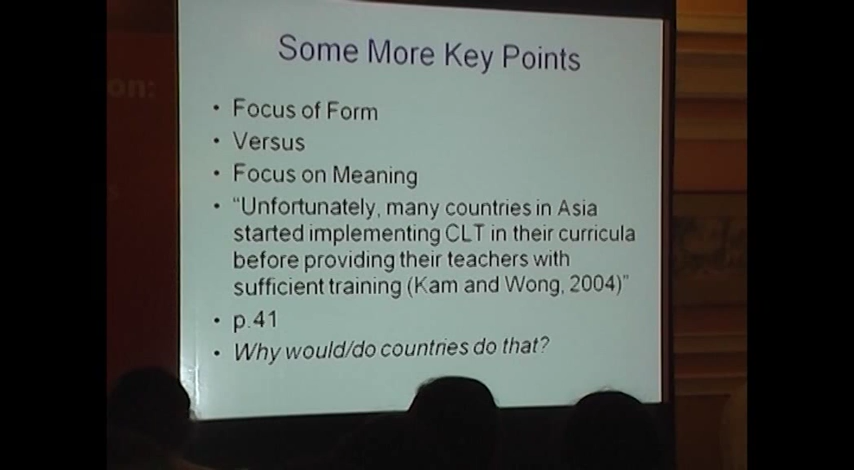 on:
Some More Key Points
• Focus of Form
• Versus
• Focus on Meaning
• “Unfortunately, many countries in Asia
started implementing CLT in their curricula
before providing their teachers with
sufficient training (Kam and Wong, 2004)”
• p.41
• Why would/do countries do that?